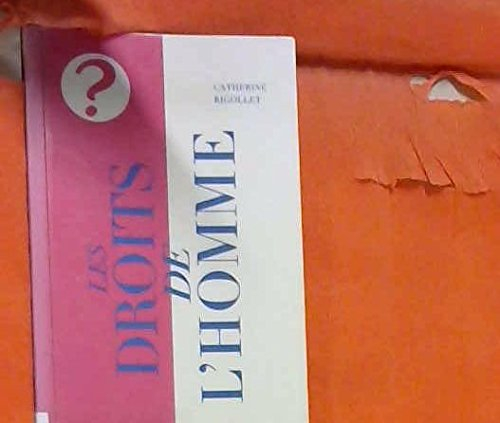 ?
CATHERINE
RIGOLLET
LES
DROITS
DE
L'HOMME